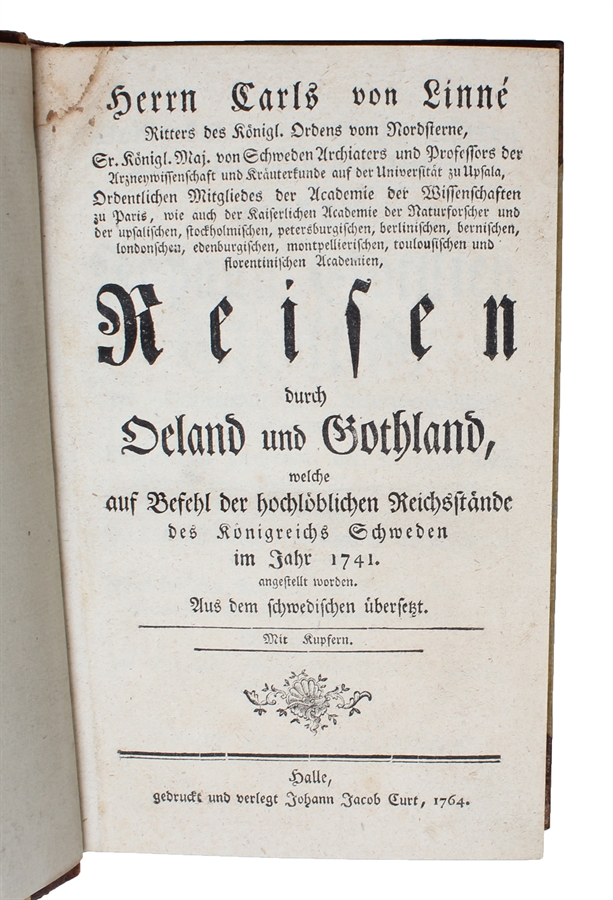 Herrn Carls von Linné
Ritters des Königl. Ordens vom Nordsterne,
Sr. Königl. Maj. von Schweden Archiaters und Professors der
Arzneywissenschaft und Kräuterkunde auf der Universität zu Upsala,
Ordentlichen Mitgliedes der Academie der Wissenschaften
zu Paris, wie auch der Kaiserlichen Academie der Naturforscher und
der upsalischen, stockholmischen, petersburgischen, berlinischen, bernischen,
londonschen, edenburgischen, montpellierischen, toulousischen und
florentinischen Academien,
Reisen
durch
Oeland und Gothland,
welche
auf Befehl der hochlöblichen Reichsstände
des Königreichs Schweden
im Jahr 1741.
angestellt worden.
Aus dem schwedischen übersetzt.
Mit Kupfern.
Halle,
gedruckt und verlegt Johann Jacob Curt, 1764.